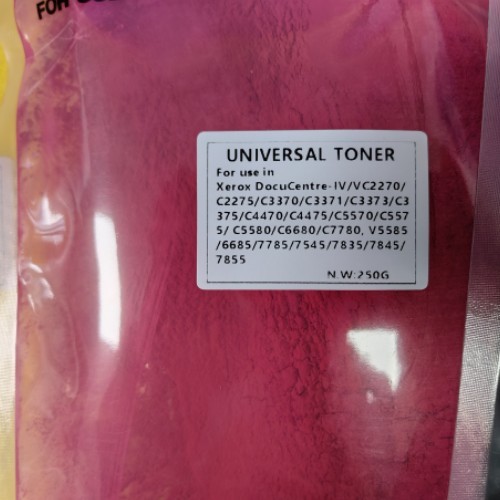 FOR
UNIVERSAL TONER
For use in
Xerox DocuCentre-IV/VC2270/
C2275/C3370/C3371/C3373/C3
375/C4470/C4475/C5570/C557
5/ C5580/C6680/C7780, V5585
/6685/7785/7545/7835/7845/
7855
N.W:250G